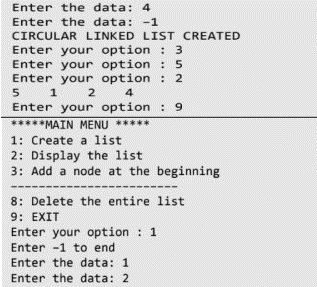 Enter the data: 4
Enter the data: –1
CIRCULAR LINKED LIST CREATED
Enter your option : 3
Enter your option : 5
Enter your option : 2
5 1 2 4
Enter your option : 9
*****MAIN MENU *****
1: Create a list
2: Display the list
3: Add a node at the beginning
------------------------
8: Delete the entire list
9: EXIT
Enter your option : 1
Enter –1 to end
Enter the data: 1
Enter the data: 2